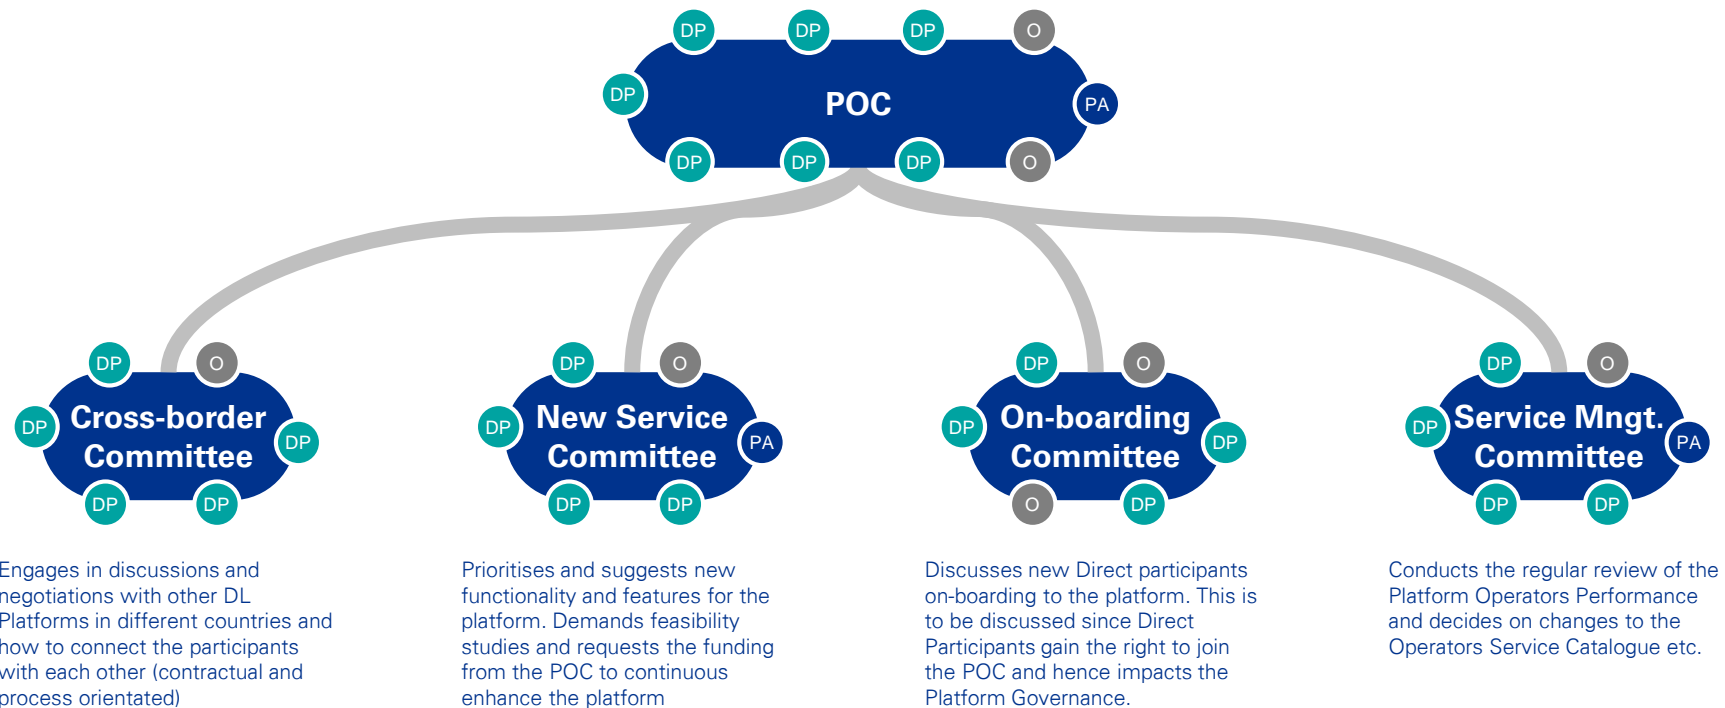 DP DP DP O
DP POC PA
DP DP DP O
DP O
DP Cross-border
Committee DP
DP DP
Engages in discussions and
negotiations with other DL
Platforms in different countries and
how to connect the participants
with each other (contractual and
process orientated)
DP O
DP New Service
Committee PA
DP DP
Prioritises and suggests new
functionality and features for the
platform. Demands feasibility
studies and requests the funding
from the POC to continuous
enhance the platform
DP O
DP On-boarding
Committee DP
O DP
Discusses new Direct participants
on-boarding to the platform. This is
to be discussed since Direct
Participants gain the right to join
the POC and hence impacts the
Platform Governance.
DP O
DP Service Mngt.
Committee PA
DP DP
Conducts the regular review of the
Platform Operators Performance
and decides on changes to the
Operators Service Catalogue etc.